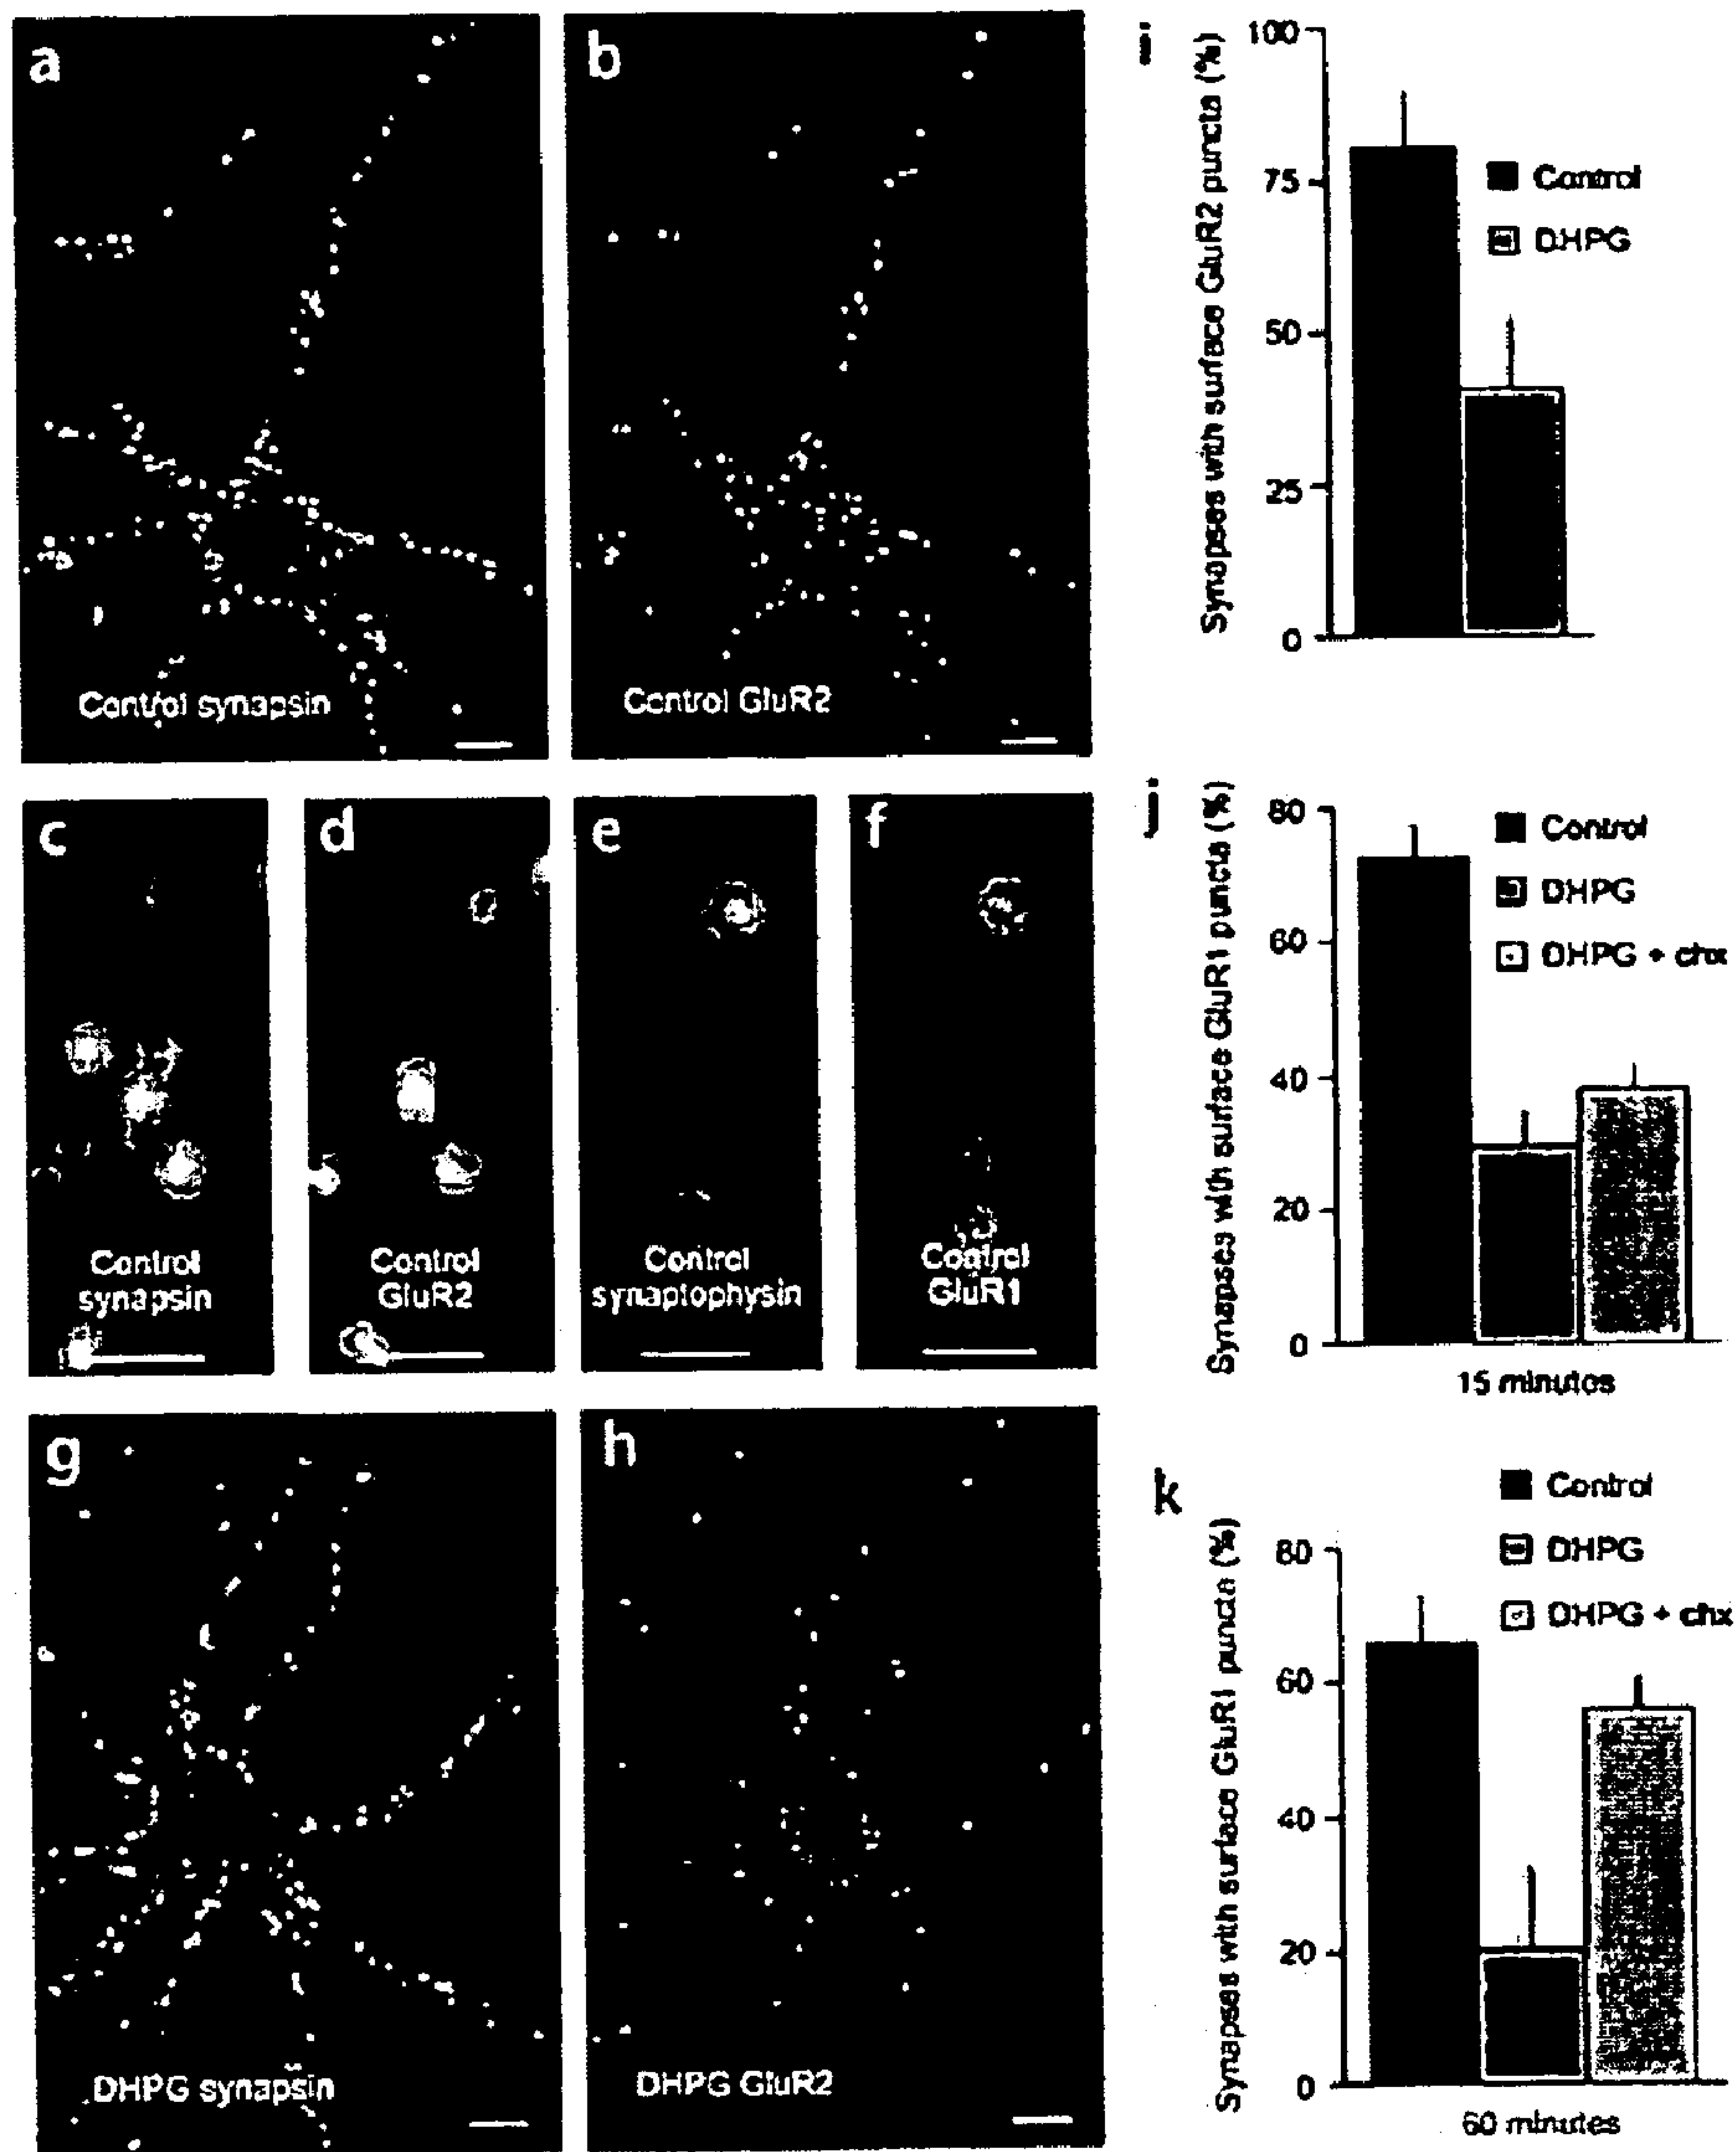 a
Control synapsin
b
Control GluR2
i
Synapses with surface GluR2 puncta (%)
100
75
50
25
0
Control
DHPG
c
Control
synapsin
d
Control
GluR2
e
Control
synaptophysin
f
Control
GluR1
j
Synapses with surface GluR1 puncta (%)
80
60
40
20
0
Control
DHPG
DHPG + chx
15 minutes
g
DHPG synapsin
h
DHPG GluR2
k
Synapses with surface GluR1 puncta (%)
80
60
40
20
0
Control
DHPG
DHPG + chx
60 minutes